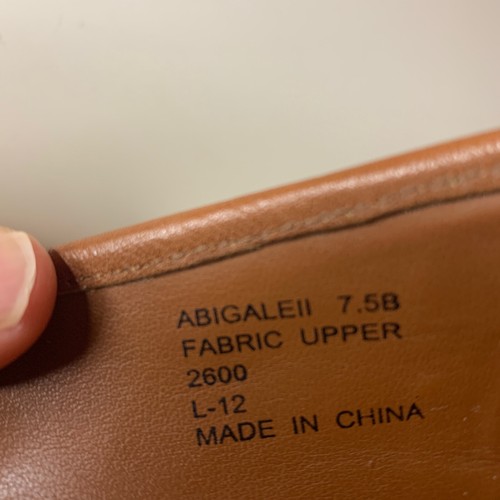 ABIGALEII 7.5B
FABRIC UPPER
2600
L-12
MADE IN CHINA